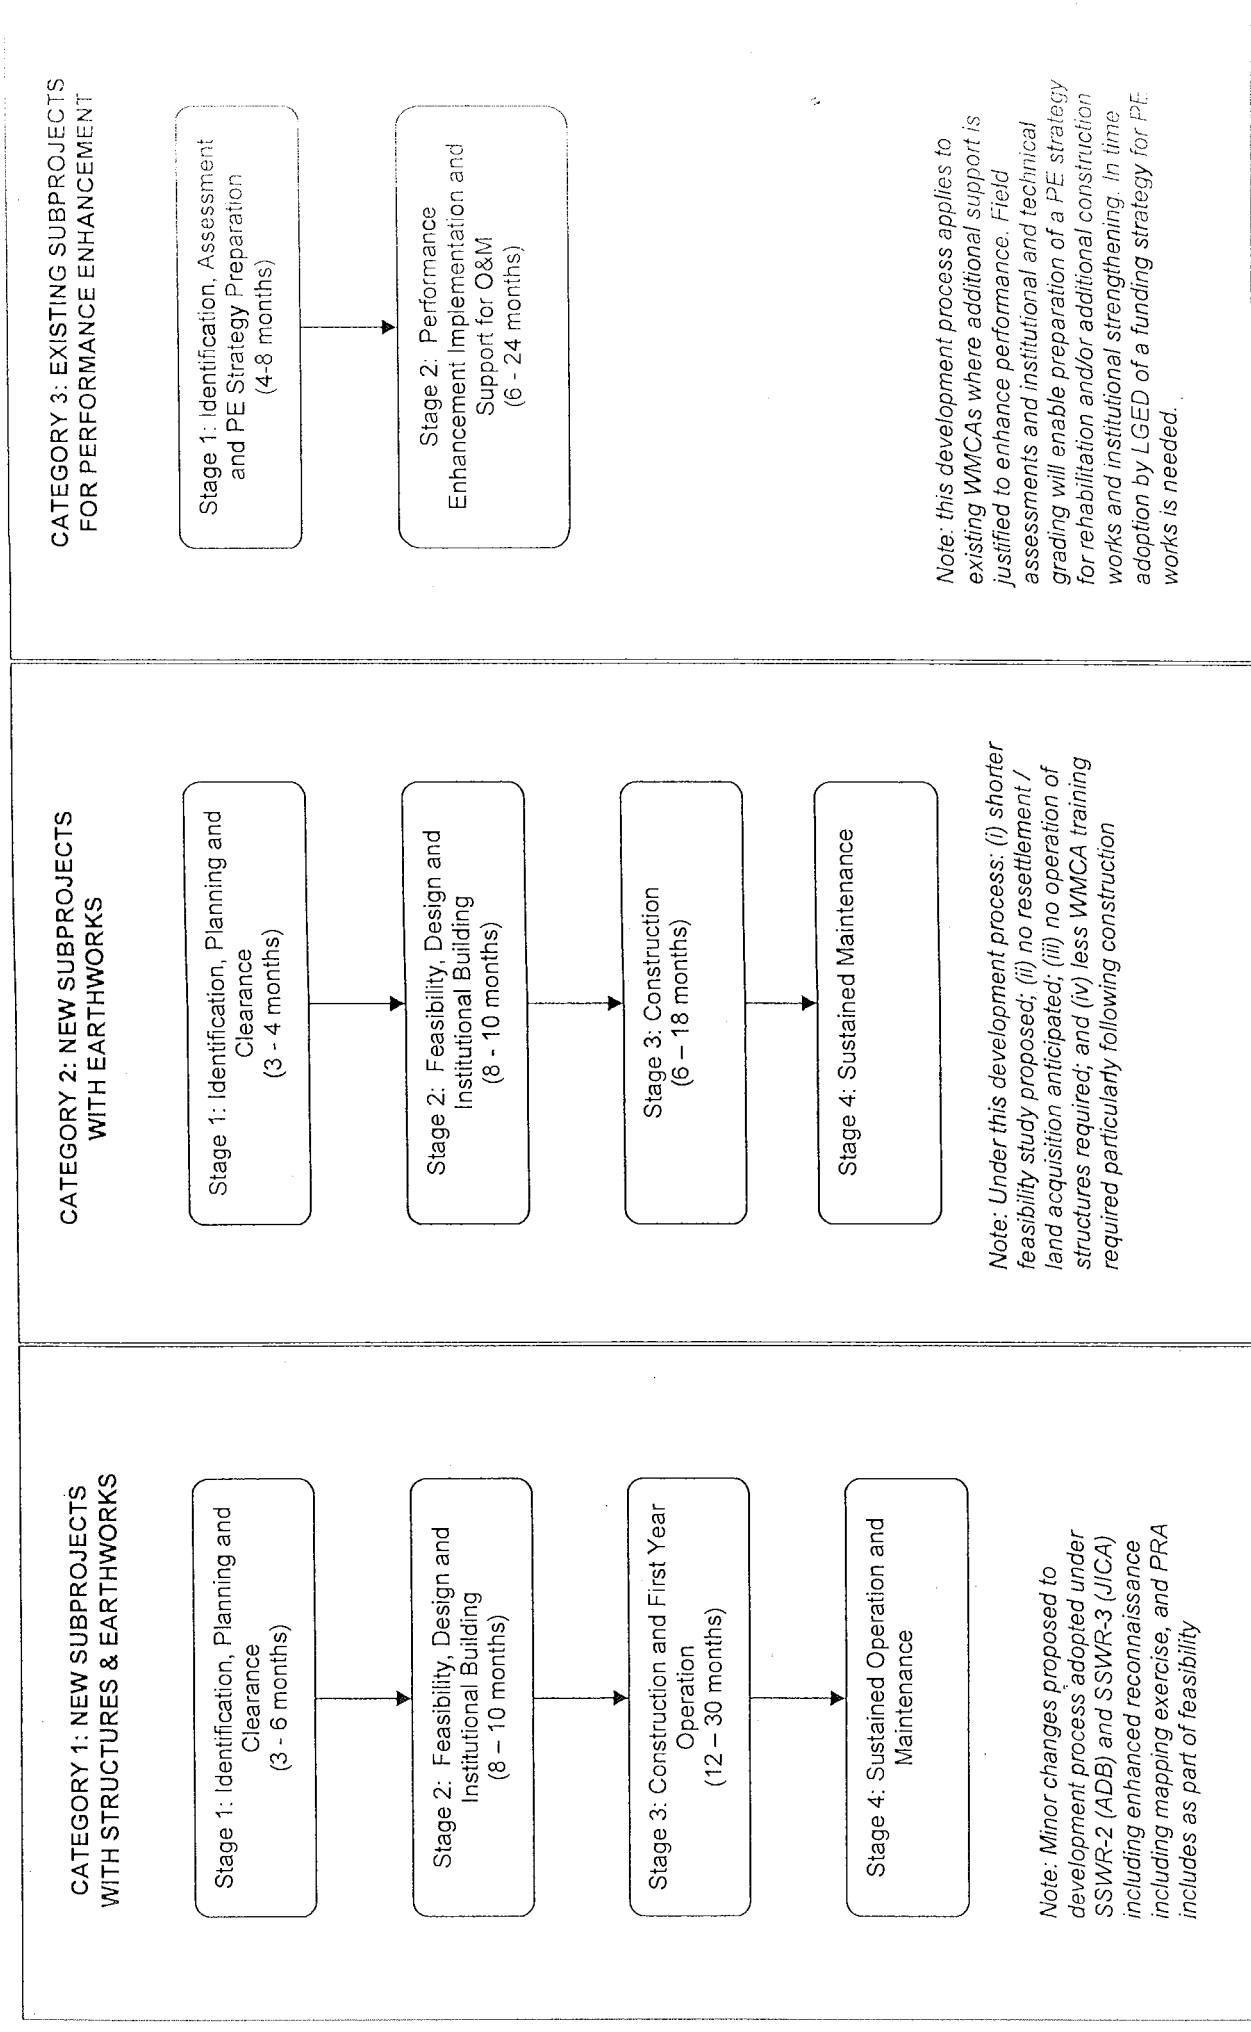 CATEGORY 1: NEW SUBPROJECTS
WITH STRUCTURES & EARTHWORKS
Stage 1: Identification, Planning and
Clearance
(3 - 6 months)
Stage 2: Feasibility, Design and
Institutional Building
(8 – 10 months)
Stage 3: Construction and First Year
Operation
(12 – 30 months)
Stage 4: Sustained Operation and
Maintenance
Note: Minor changes proposed to
development process adopted under
SSWR-2 (ADB) and SSWR-3 (JICA)
including enhanced reconnaissance
including mapping exercise, and PRA
includes as part of feasibility
CATEGORY 2: NEW SUBPROJECTS
WITH EARTHWORKS
Stage 1: Identification, Planning and
Clearance
(3 - 4 months)
Stage 2: Feasibility, Design and
Institutional Building
(8 - 10 months)
Stage 3: Construction
(6 – 18 months)
Stage 4: Sustained Maintenance
Note: Under this development process: (i) shorter
feasibility study proposed; (ii) no resettlement /
land acquisition anticipated; (iii) no operation of
structures required; and (iv) less WMCA training
required particularly following construction
CATEGORY 3: EXISTING SUBPROJECTS
FOR PERFORMANCE ENHANCEMENT
Stage 1: Identification, Assessment
and PE Strategy Preparation
(4-8 months)
Stage 2: Performance
Enhancement Implementation and
Support for O&M
(6 - 24 months)
Note: this development process applies to
existing WMCAs where additional support is
justified to enhance performance. Field
assessments and institutional and technical
grading will enable preparation of a PE strategy
for rehabilitation and/or additional construction
works and institutional strengthening. In time
adoption by LGED of a funding strategy for PE
works is needed.